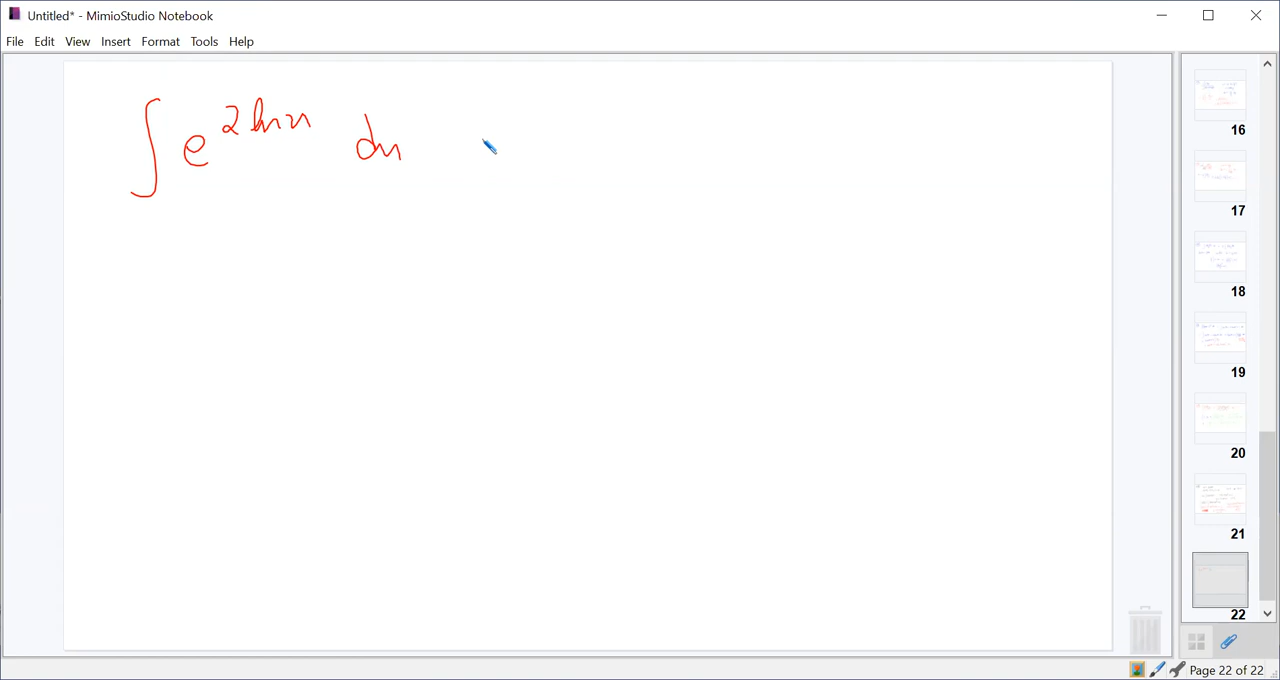 Untitled* - MimioStudio Notebook
File Edit View Insert Format Tools Help
∫ e^{2 ln x} dx
16
17
18
19
20
21
22
Page 22 of 22